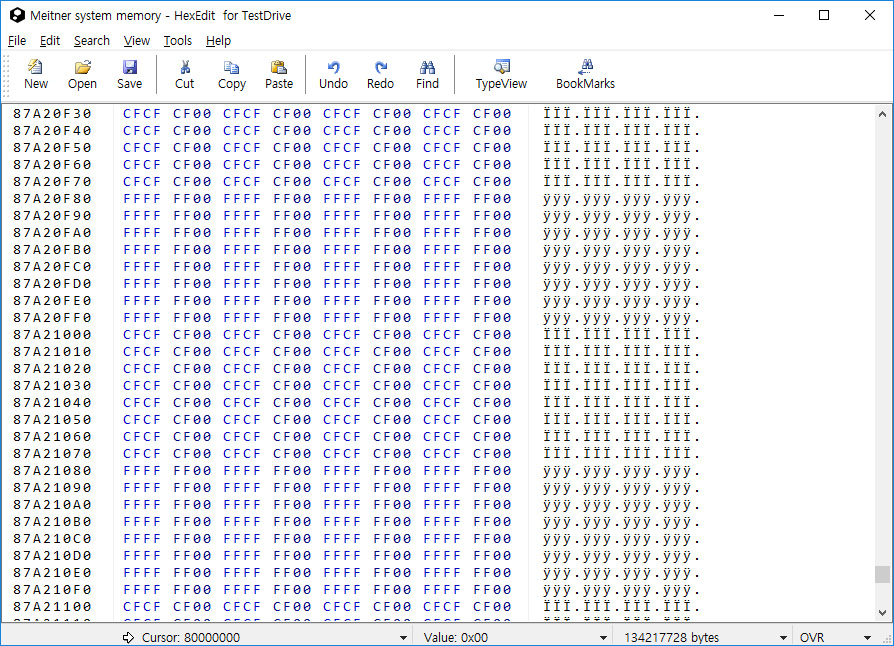 Meitner system memory - HexEdit for TestDrive
File Edit Search View Tools Help
New Open Save Cut Copy Paste Undo Redo Find TypeView BookMarks
87A20F30 CFCF CF00 CFCF CF00 CFCF CF00 CFCF CF00 ÏÏÏ.ÏÏÏ.ÏÏÏ.ÏÏÏ.
87A20F40 CFCF CF00 CFCF CF00 CFCF CF00 CFCF CF00 ÏÏÏ.ÏÏÏ.ÏÏÏ.ÏÏÏ.
87A20F50 CFCF CF00 CFCF CF00 CFCF CF00 CFCF CF00 ÏÏÏ.ÏÏÏ.ÏÏÏ.ÏÏÏ.
87A20F60 CFCF CF00 CFCF CF00 CFCF CF00 CFCF CF00 ÏÏÏ.ÏÏÏ.ÏÏÏ.ÏÏÏ.
87A20F70 CFCF CF00 CFCF CF00 CFCF CF00 CFCF CF00 ÏÏÏ.ÏÏÏ.ÏÏÏ.ÏÏÏ.
87A20F80 FFFF FF00 FFFF FF00 FFFF FF00 FFFF FF00 ÿÿÿ.ÿÿÿ.ÿÿÿ.ÿÿÿ.
87A20F90 FFFF FF00 FFFF FF00 FFFF FF00 FFFF FF00 ÿÿÿ.ÿÿÿ.ÿÿÿ.ÿÿÿ.
87A20FA0 FFFF FF00 FFFF FF00 FFFF FF00 FFFF FF00 ÿÿÿ.ÿÿÿ.ÿÿÿ.ÿÿÿ.
87A20FB0 FFFF FF00 FFFF FF00 FFFF FF00 FFFF FF00 ÿÿÿ.ÿÿÿ.ÿÿÿ.ÿÿÿ.
87A20FC0 FFFF FF00 FFFF FF00 FFFF FF00 FFFF FF00 ÿÿÿ.ÿÿÿ.ÿÿÿ.ÿÿÿ.
87A20FD0 FFFF FF00 FFFF FF00 FFFF FF00 FFFF FF00 ÿÿÿ.ÿÿÿ.ÿÿÿ.ÿÿÿ.
87A20FE0 FFFF FF00 FFFF FF00 FFFF FF00 FFFF FF00 ÿÿÿ.ÿÿÿ.ÿÿÿ.ÿÿÿ.
87A20FF0 FFFF FF00 FFFF FF00 FFFF FF00 FFFF FF00 ÿÿÿ.ÿÿÿ.ÿÿÿ.ÿÿÿ.
87A21000 CFCF CF00 CFCF CF00 CFCF CF00 CFCF CF00 ÏÏÏ.ÏÏÏ.ÏÏÏ.ÏÏÏ.
87A21010 CFCF CF00 CFCF CF00 CFCF CF00 CFCF CF00 ÏÏÏ.ÏÏÏ.ÏÏÏ.ÏÏÏ.
87A21020 CFCF CF00 CFCF CF00 CFCF CF00 CFCF CF00 ÏÏÏ.ÏÏÏ.ÏÏÏ.ÏÏÏ.
87A21030 CFCF CF00 CFCF CF00 CFCF CF00 CFCF CF00 ÏÏÏ.ÏÏÏ.ÏÏÏ.ÏÏÏ.
87A21040 CFCF CF00 CFCF CF00 CFCF CF00 CFCF CF00 ÏÏÏ.ÏÏÏ.ÏÏÏ.ÏÏÏ.
87A21050 CFCF CF00 CFCF CF00 CFCF CF00 CFCF CF00 ÏÏÏ.ÏÏÏ.ÏÏÏ.ÏÏÏ.
87A21060 CFCF CF00 CFCF CF00 CFCF CF00 CFCF CF00 ÏÏÏ.ÏÏÏ.ÏÏÏ.ÏÏÏ.
87A21070 CFCF CF00 CFCF CF00 CFCF CF00 CFCF CF00 ÏÏÏ.ÏÏÏ.ÏÏÏ.ÏÏÏ.
87A21080 FFFF FF00 FFFF FF00 FFFF FF00 FFFF FF00 ÿÿÿ.ÿÿÿ.ÿÿÿ.ÿÿÿ.
87A21090 FFFF FF00 FFFF FF00 FFFF FF00 FFFF FF00 ÿÿÿ.ÿÿÿ.ÿÿÿ.ÿÿÿ.
87A210A0 FFFF FF00 FFFF FF00 FFFF FF00 FFFF FF00 ÿÿÿ.ÿÿÿ.ÿÿÿ.ÿÿÿ.
87A210B0 FFFF FF00 FFFF FF00 FFFF FF00 FFFF FF00 ÿÿÿ.ÿÿÿ.ÿÿÿ.ÿÿÿ.
87A210C0 FFFF FF00 FFFF FF00 FFFF FF00 FFFF FF00 ÿÿÿ.ÿÿÿ.ÿÿÿ.ÿÿÿ.
87A210D0 FFFF FF00 FFFF FF00 FFFF FF00 FFFF FF00 ÿÿÿ.ÿÿÿ.ÿÿÿ.ÿÿÿ.
87A210E0 FFFF FF00 FFFF FF00 FFFF FF00 FFFF FF00 ÿÿÿ.ÿÿÿ.ÿÿÿ.ÿÿÿ.
87A210F0 FFFF FF00 FFFF FF00 FFFF FF00 FFFF FF00 ÿÿÿ.ÿÿÿ.ÿÿÿ.ÿÿÿ.
87A21100 CFCF CF00 CFCF CF00 CFCF CF00 CFCF CF00 ÏÏÏ.ÏÏÏ.ÏÏÏ.ÏÏÏ.
Cursor: 80000000 Value: 0x00 134217728 bytes OVR